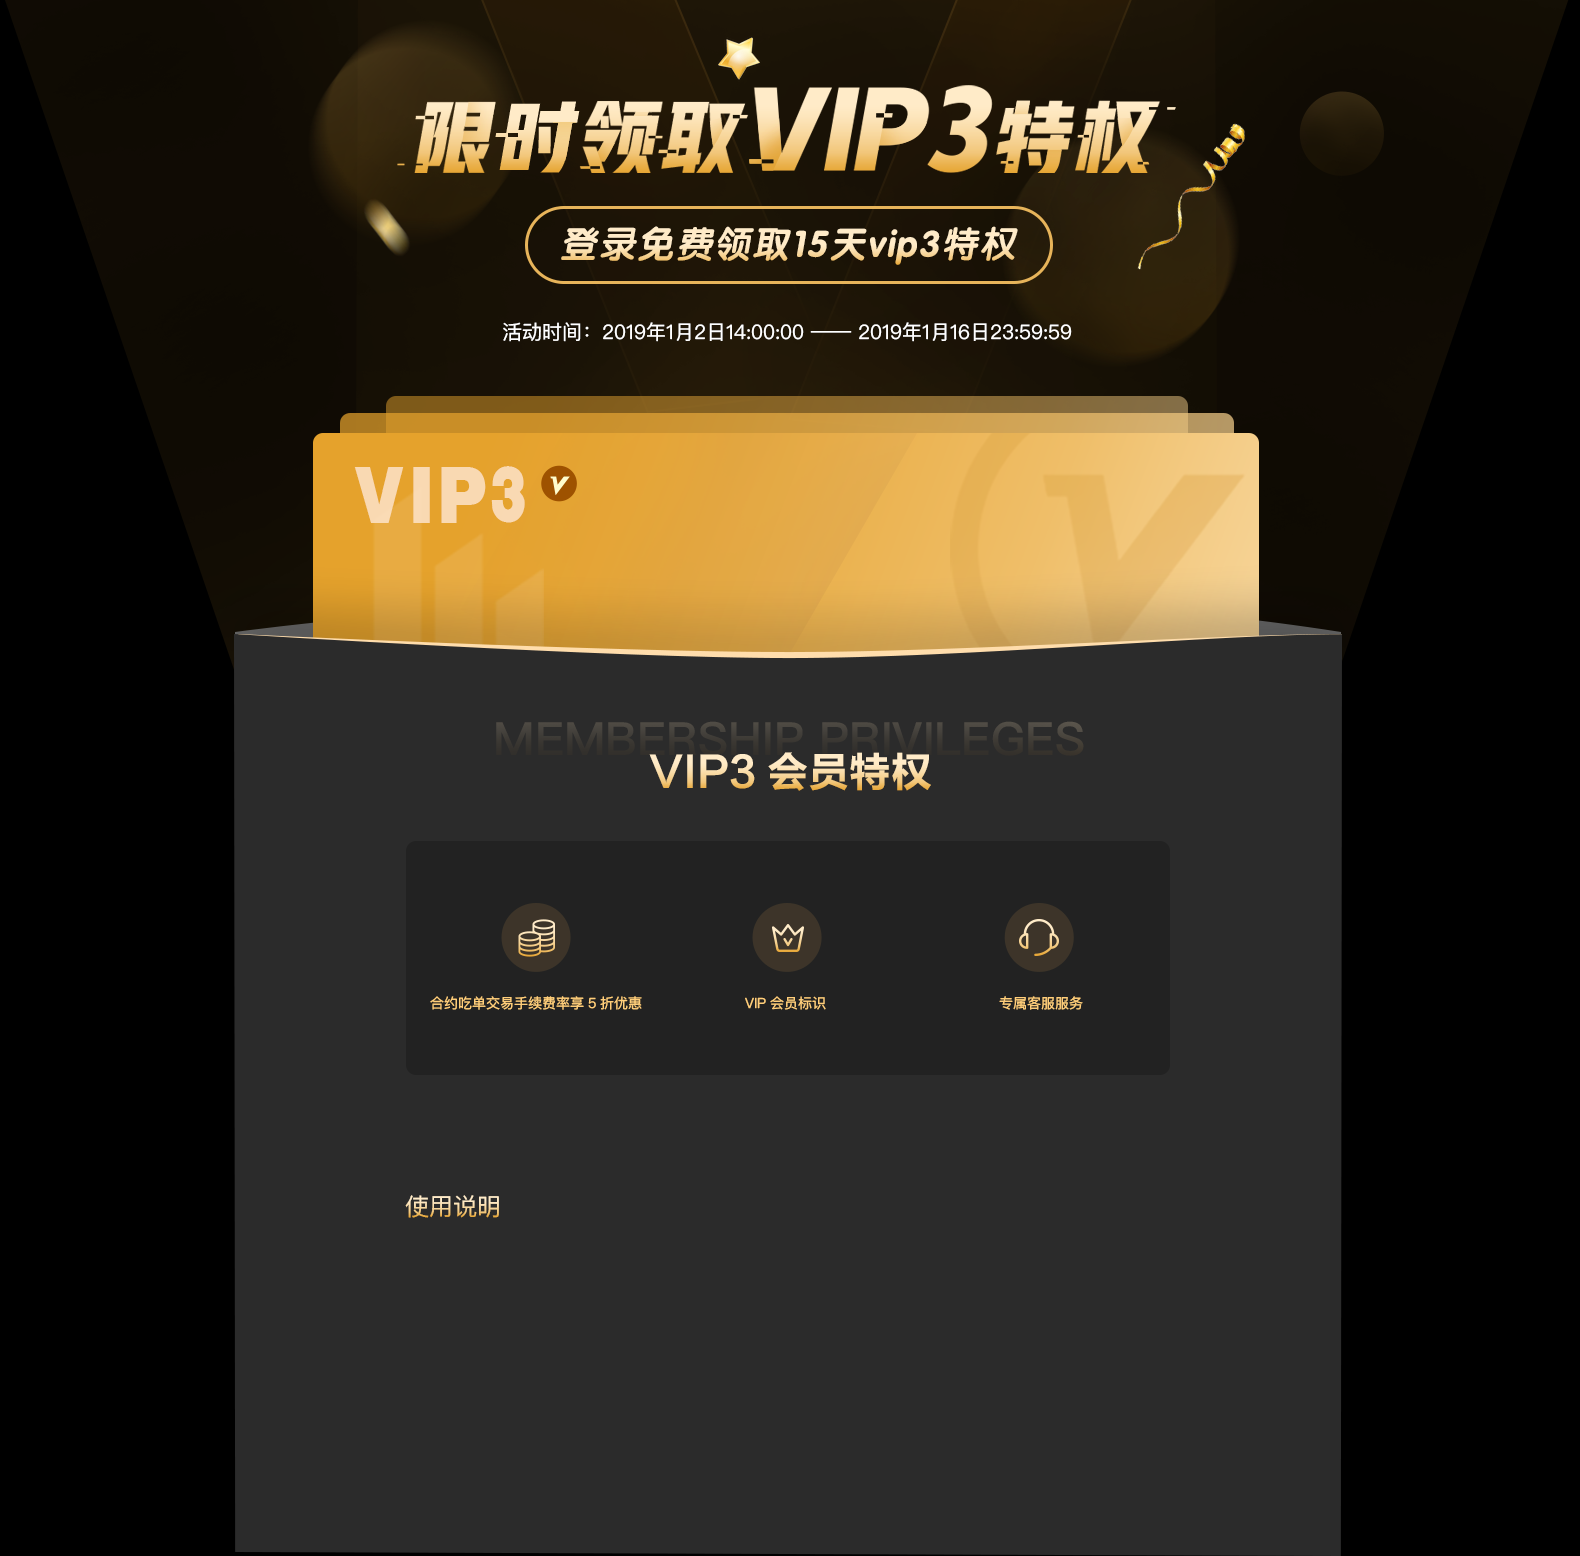 限时领取VIP3特权
登录免费领取15天vip3特权
活动时间：2019年1月2日14:00:00 —— 2019年1月16日23:59:59
VIP3
MEMBERSHIP PRIVILEGES
VIP3 会员特权
合约吃单交易手续费率享 5 折优惠
VIP 会员标识
专属客服服务
使用说明